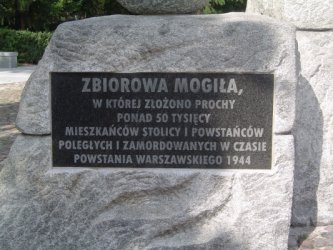 ZBIOROWA MOGIŁA,
W KTÓREJ ZŁOŻONO PROCHY
PONAD 50 TYSIĘCY
MIESZKAŃCÓW STOLICY I POWSTAŃCÓW
POLEGŁYCH I ZAMORDOWANYCH W CZASIE
POWSTANIA WARSZAWSKIEGO 1944